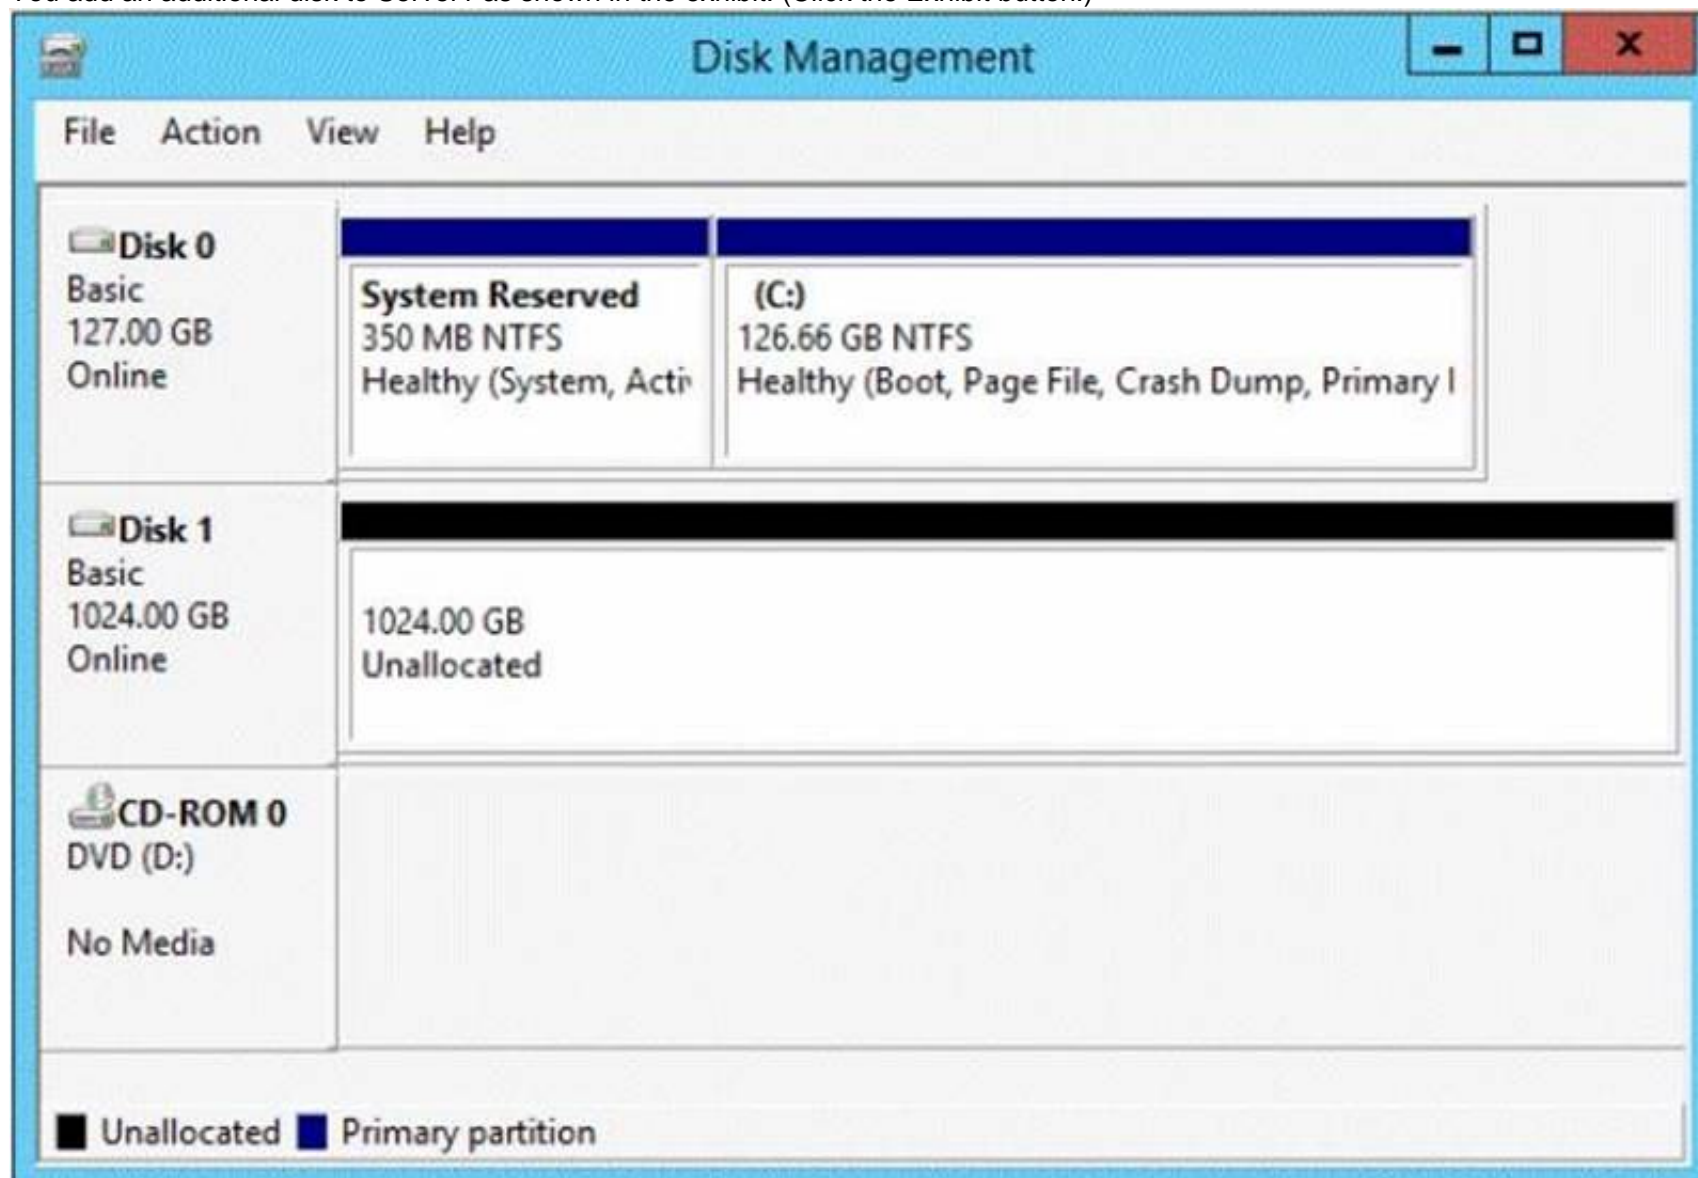 Disk Management
File Action View Help
Disk 0
Basic
127.00 GB
Online
System Reserved
350 MB NTFS
Healthy (System, Activ
(C:)
126.66 GB NTFS
Healthy (Boot, Page File, Crash Dump, Primary
Disk 1
Basic
1024.00 GB
Online
1024.00 GB
Unallocated
CD-ROM 0
DVD (D:)
No Media
Unallocated Primary partition